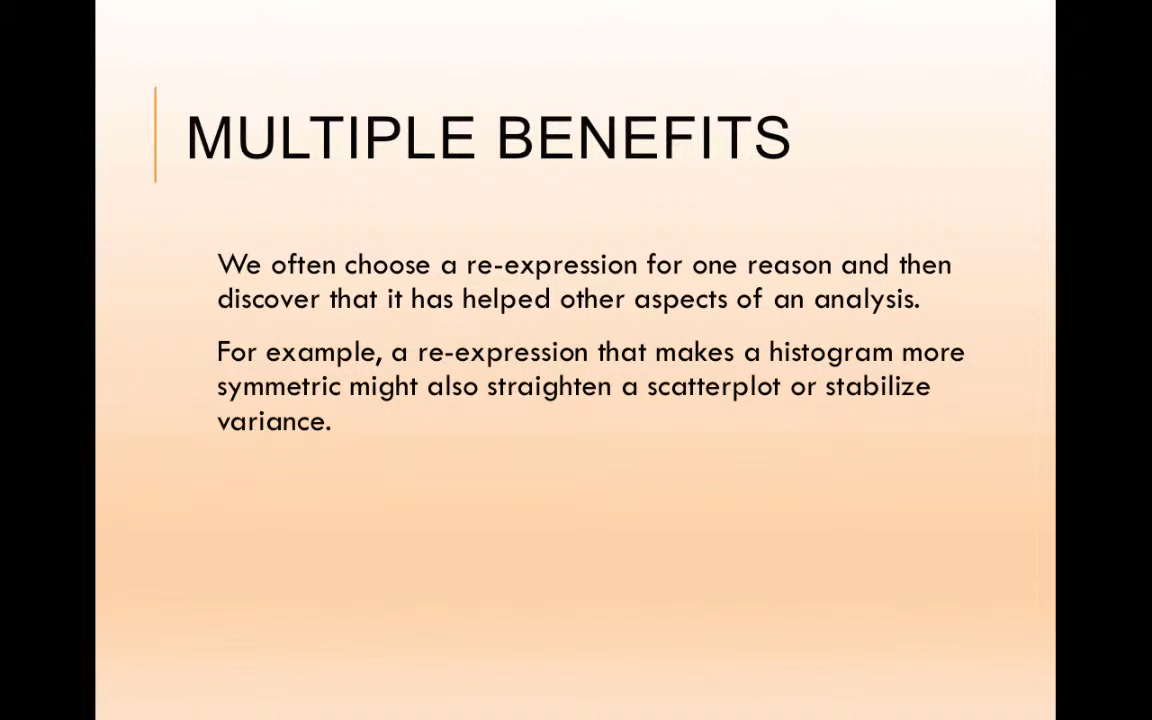 MULTIPLE BENEFITS
We often choose a re-expression for one reason and then
discover that it has helped other aspects of an analysis.
For example, a re-expression that makes a histogram more
symmetric might also straighten a scatterplot or stabilize
variance.